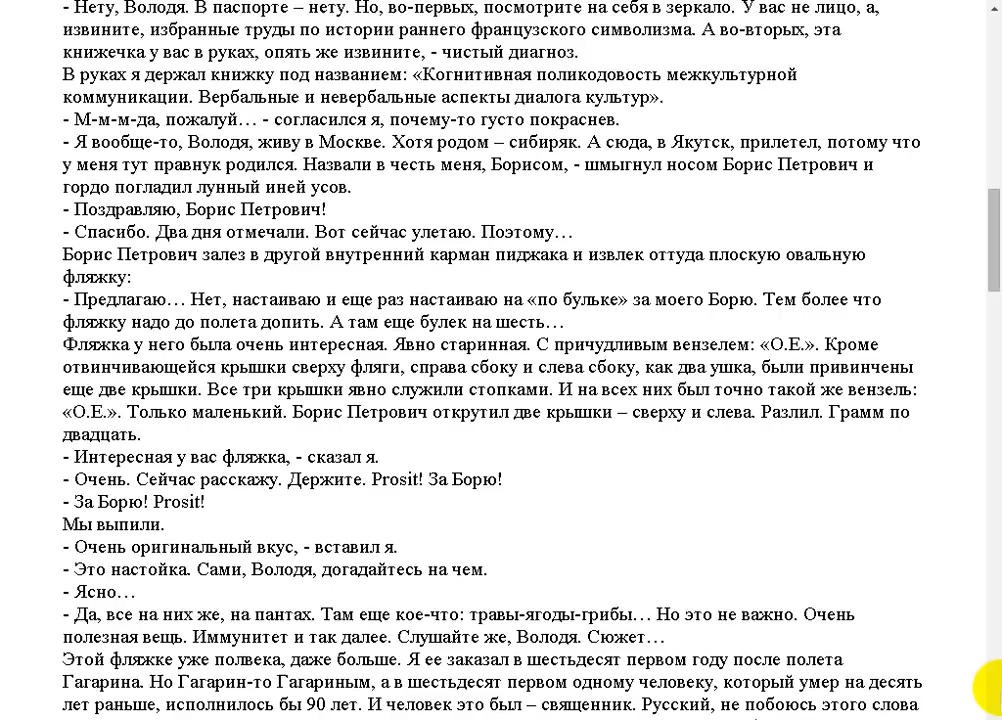 - Нету, Володя. В паспорте – нету. Но, во-первых, посмотрите на себя в зеркало. У вас не лицо, а,
извините, избранные труды по истории раннего французского символизма. А во-вторых, эта
книжечка у вас в руках, опять же извините, - чистый диагноз.
В руках я держал книжку под названием: «Когнитивная поликодовость межкультурной
коммуникации. Вербальные и невербальные аспекты диалога культур».
- М-м-м-да, пожалуй… - согласился я, почему-то густо покраснев.
- Я вообще-то, Володя, живу в Москве. Хотя родом – сибиряк. А сюда, в Якутск, прилетел, потому что
у меня тут правнук родился. Назвали в честь меня, Борисом, - шмыгнул носом Борис Петрович и
гордо погладил лунный иней усов.
- Поздравляю, Борис Петрович!
- Спасибо. Два дня отмечали. Вот сейчас улетаю. Поэтому…
Борис Петрович залез в другой внутренний карман пиджака и извлек оттуда плоскую овальную
фляжку:
- Предлагаю… Нет, настаиваю и еще раз настаиваю на «по бульке» за моего Борю. Тем более что
фляжку надо до полета допить. А там еще булек на шесть…
Фляжка у него была очень интересная. Явно старинная. С причудливым вензелем: «О.Е.». Кроме
отвинчивающейся крышки сверху фляги, справа сбоку и слева сбоку, как два ушка, были привинчены
еще две крышки. Все три крышки явно служили стопками. И на всех них был точно такой же вензель:
«О.Е.». Только маленький. Борис Петрович открутил две крышки – сверху и слева. Разлил. Грамм по
двадцать.
- Интересная у вас фляжка, - сказал я.
- Очень. Сейчас расскажу. Держите. Prosit! За Борю!
- За Борю! Prosit!
Мы выпили.
- Очень оригинальный вкус, - вставил я.
- Это настойка. Сами, Володя, догадайтесь на чем.
- Ясно…
- Да, все на них же, на пантах. Там еще кое-что: травы-ягоды-грибы… Но это не важно. Очень
полезная вещь. Иммунитет и так далее. Слушайте же, Володя. Сюжет…
Этой фляжке уже полвека, даже больше. Я ее заказал в шестьдесят первом году после полета
Гагарина. Но Гагарин-то Гагариным, а в шестьдесят первом одному человеку, который умер на десять
лет раньше, исполнилось бы 90 лет. И человек это был – священник. Русский, не побоюсь этого слова